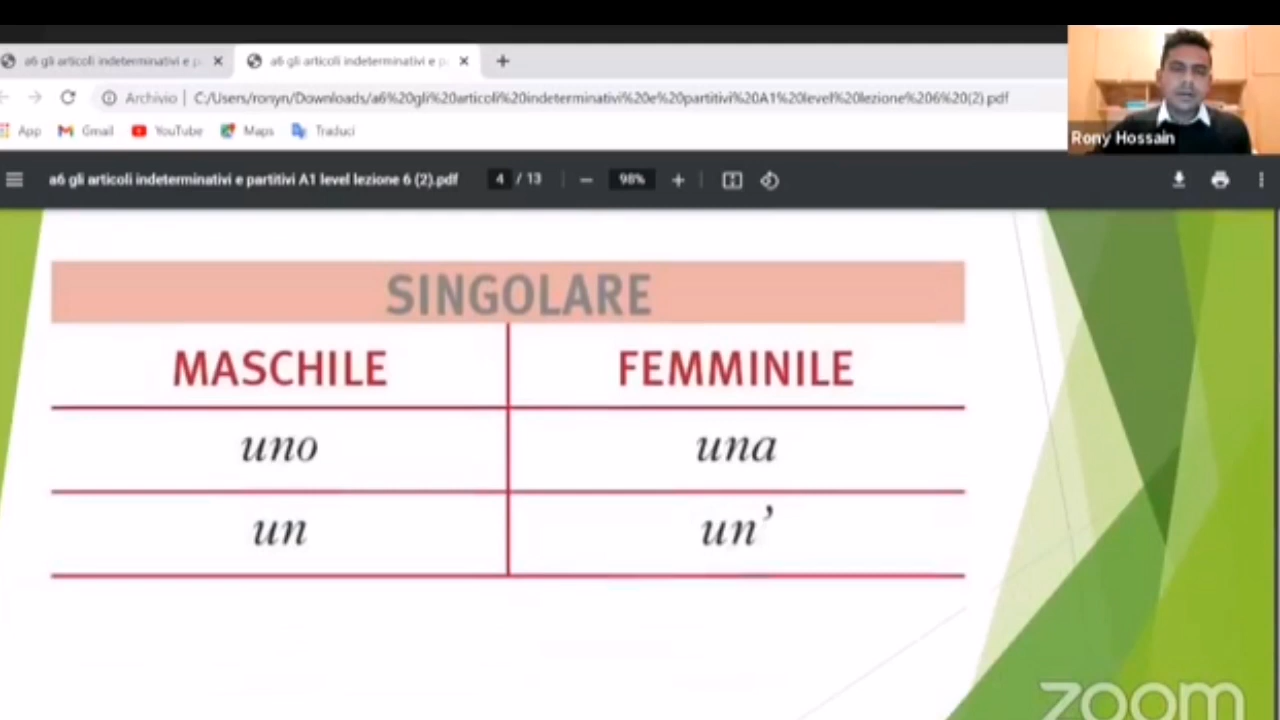 a6 gli articoli indeterminativi e p
a6 gli articoli indeterminativi e p
Archivio | C:/Users/ronyn/Downloads/a6%20gli%20articoli%20indeterminativi%20e%20partitivi%20A1%20level%20lezione%206%20(2).pdf
App Gmail YouTube Maps Traduci
Rony Hossain
a6 gli articoli indeterminativi e partitivi A1 level lezione 6 (2).pdf 4 / 13 98%
SINGOLARE
MASCHILE FEMMINILE
uno una
un un’
zoom